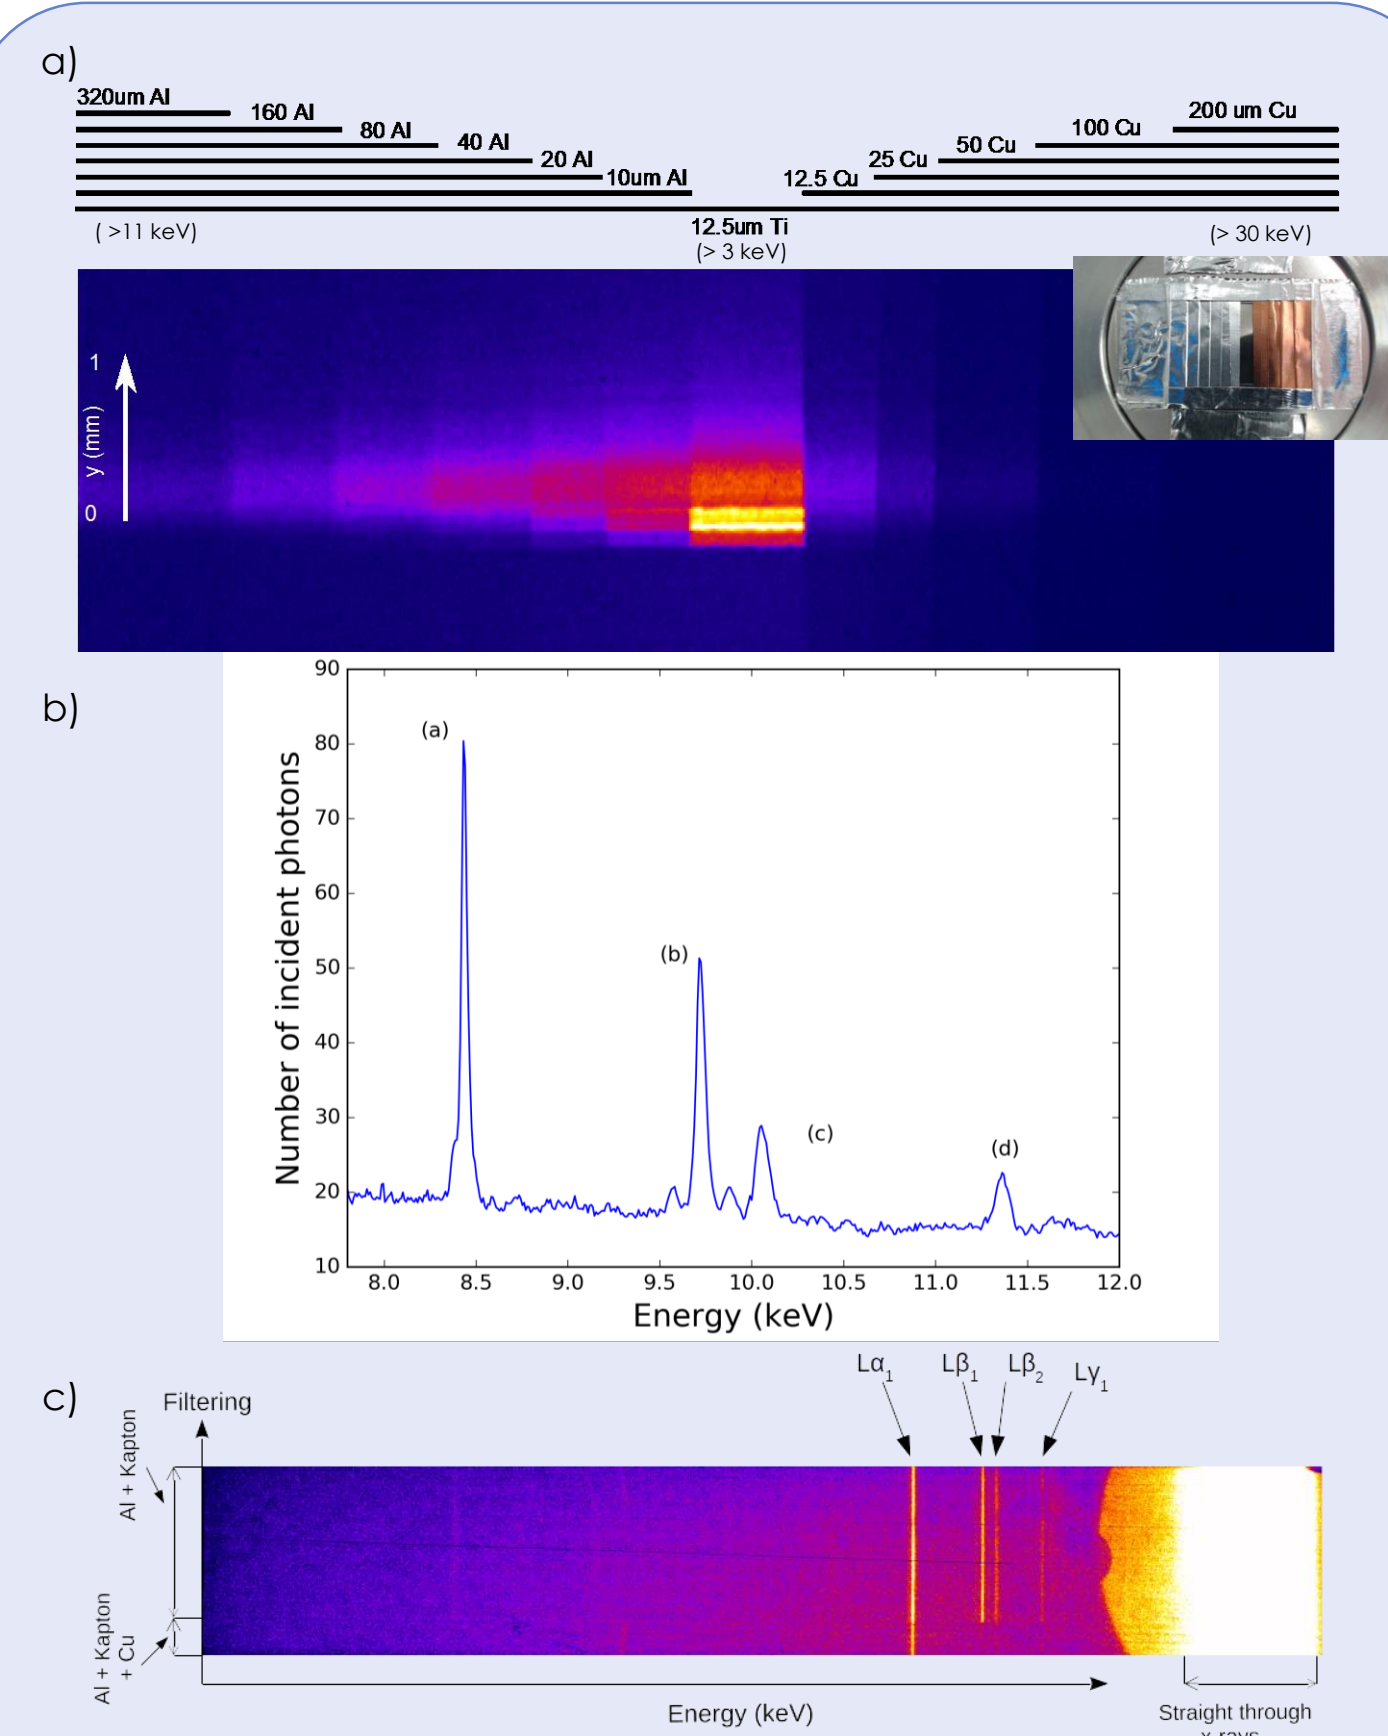 a)
320um Al
160 Al
80 Al
40 Al
20 Al
10um Al
12.5 Cu
25 Cu
50 Cu
100 Cu
200 um Cu
( >11 keV)
12.5um Ti
(> 3 keV)
(> 30 keV)
1
y (mm)
0
b)
90
80
70
60
50
40
30
20
10
Number of incident photons
(a)
(b)
(c)
(d)
8.0 8.5 9.0 9.5 10.0 10.5 11.0 11.5 12.0
Energy (keV)
c)
Filtering
Lα1
Lβ1
Lβ2
Lγ1
Al + Kapton
Al + Kapton
+ Cu
Energy (keV)
Straight through
x-rays